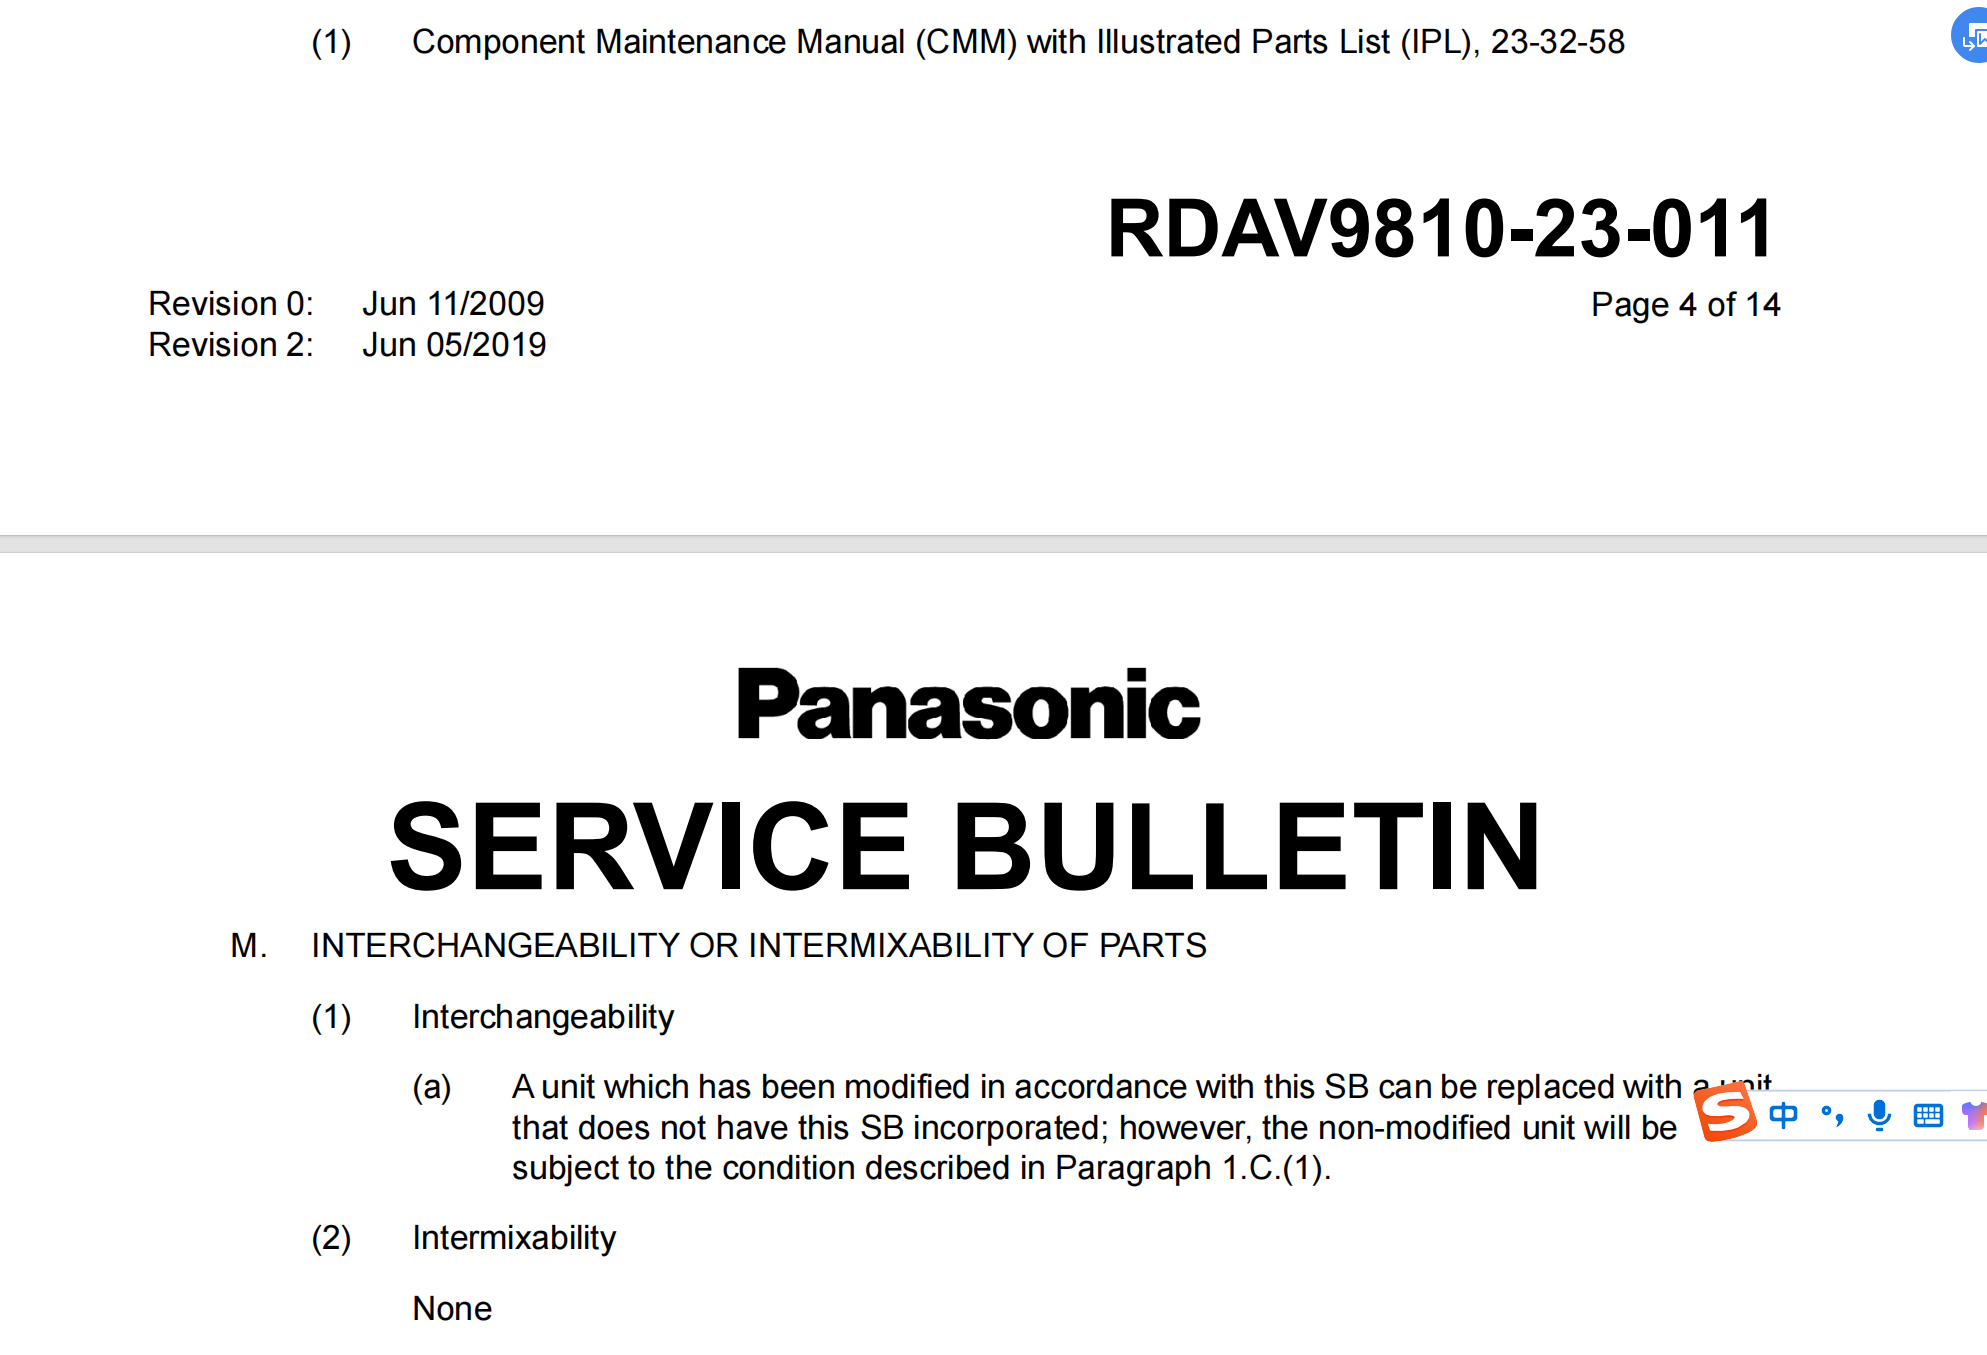 (1) Component Maintenance Manual (CMM) with Illustrated Parts List (IPL), 23-32-58
RDAV9810-23-011
Revision 0: Jun 11/2009 Page 4 of 14
Revision 2: Jun 05/2019
Panasonic
SERVICE BULLETIN
M. INTERCHANGEABILITY OR INTERMIXABILITY OF PARTS
(1) Interchangeability
(a) A unit which has been modified in accordance with this SB can be replaced with a unit
that does not have this SB incorporated; however, the non-modified unit will be
subject to the condition described in Paragraph 1.C.(1).
中
(2) Intermixability
None